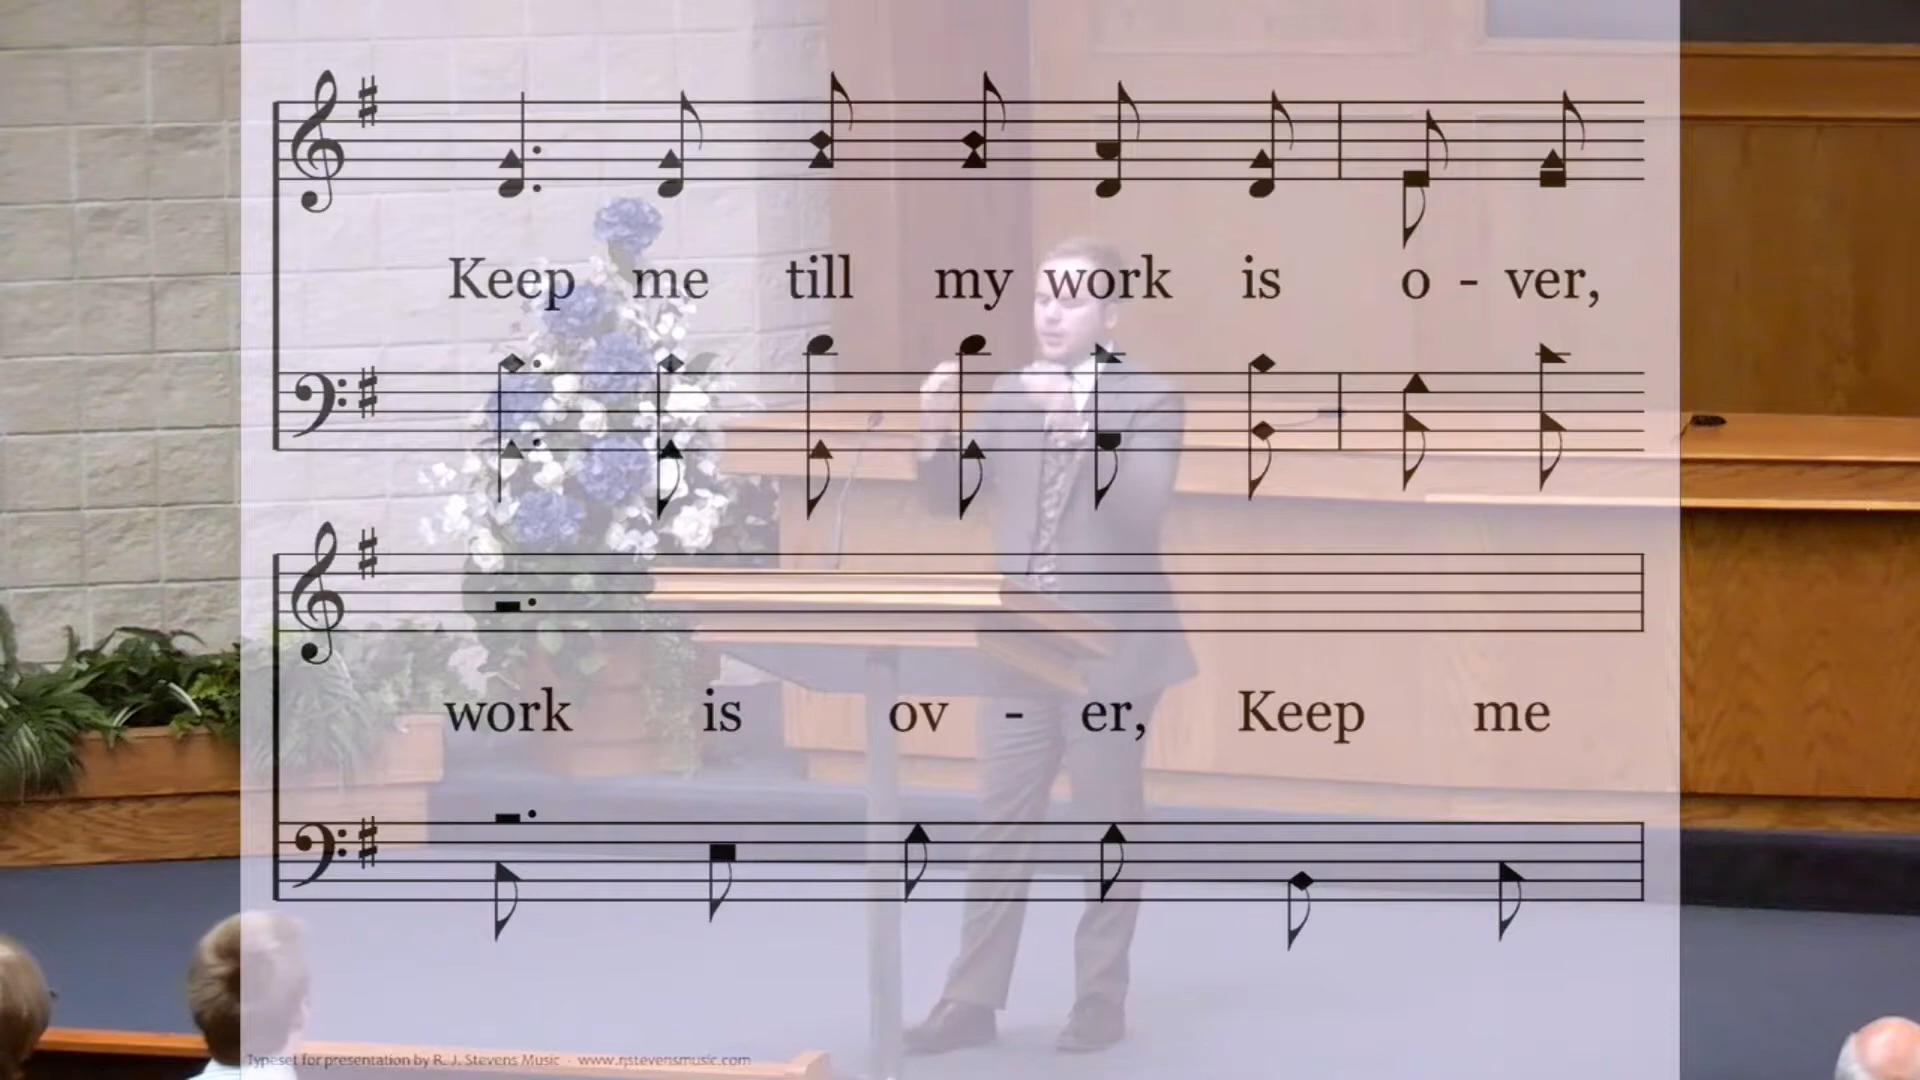 Keep me till my work is o - ver,
work is ov - er, Keep me
Typeset for presentation by R. J. Stevens Music - www.rjstevensmusic.com